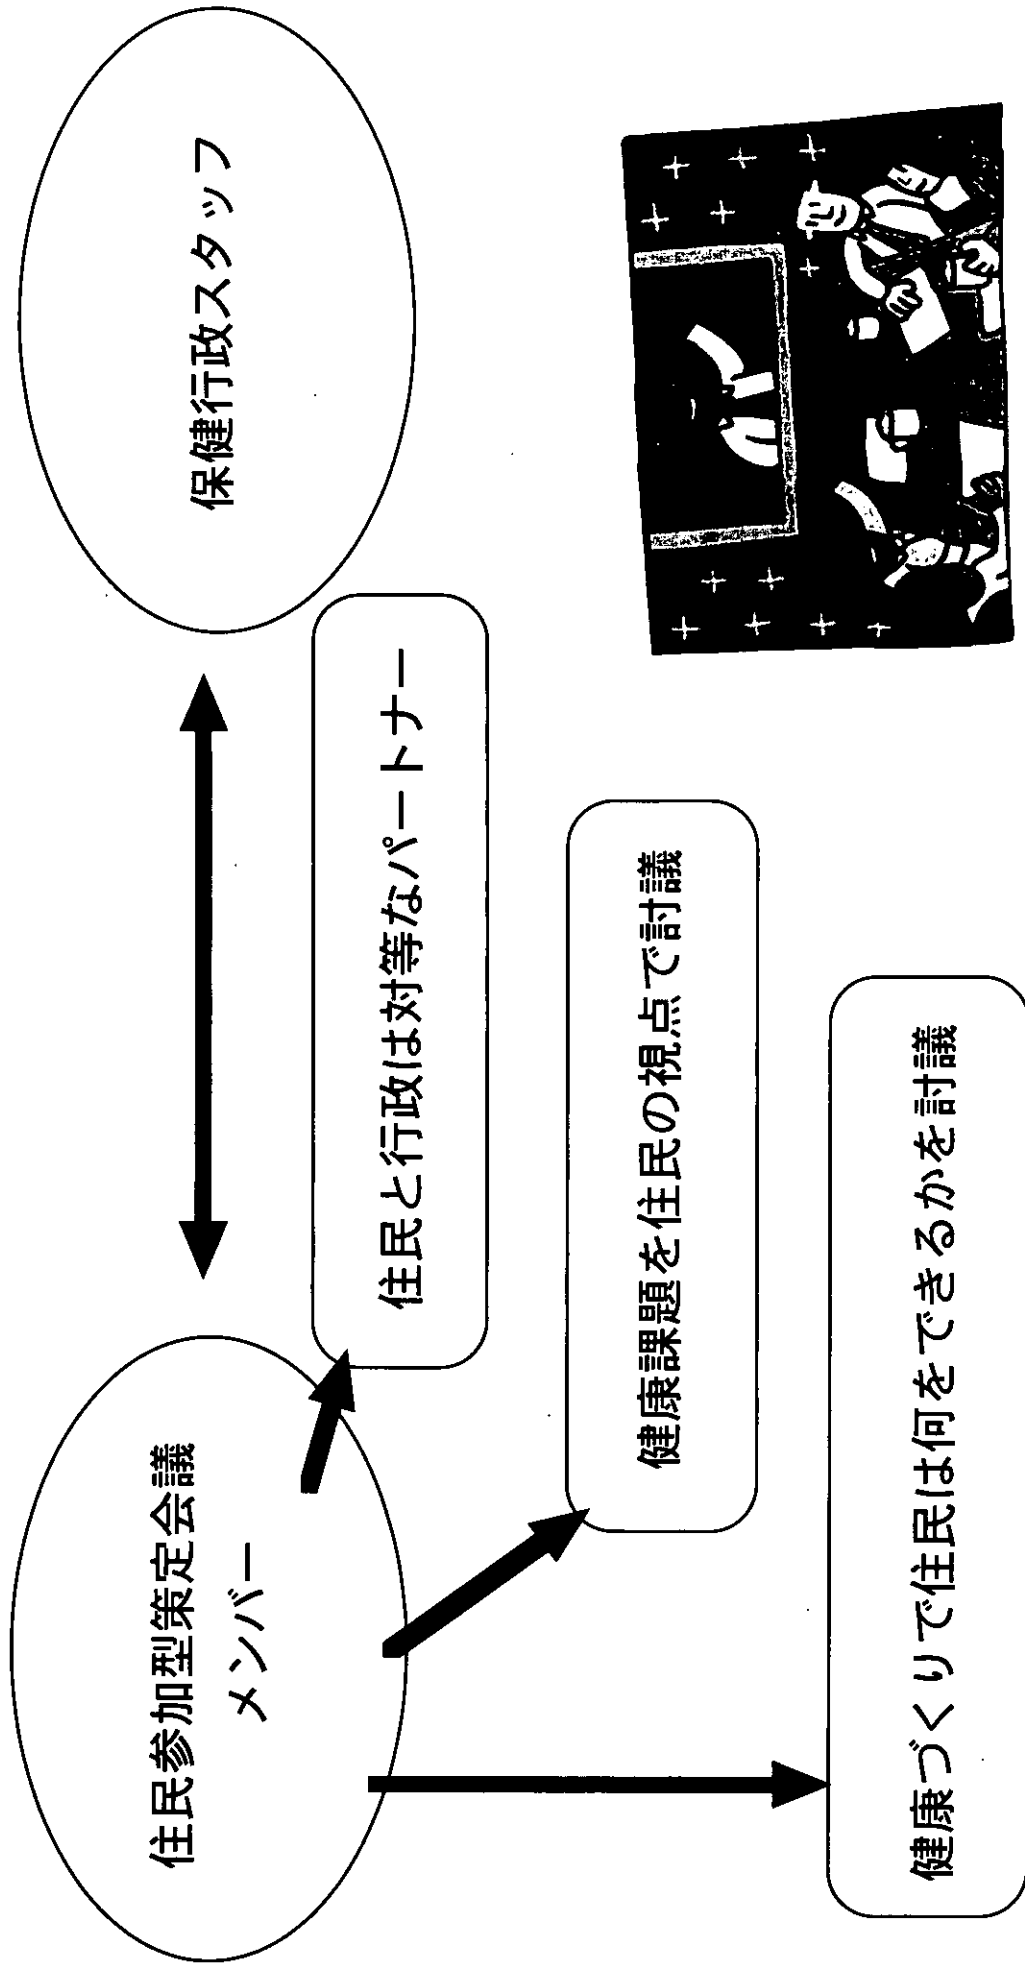 住民参加型策定会議
メンバー
保健行政スタッフ
住民と行政は対等なパートナー
健康課題を住民の視点で討議
健康づくりで住民は何をできるかを討議